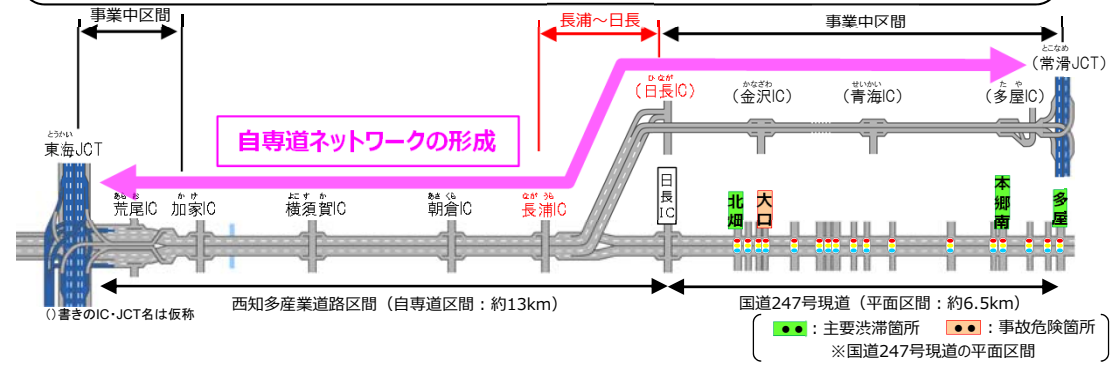 事業中区間
長浦～日長
事業中区間
とこなめ
(常滑JCT)
ひなが
(日長IC)
かなざわ
(金沢IC)
せいかい
(青海IC)
たや
(多屋IC)
自専道ネットワークの形成
とうかい
東海JCT
あらお
荒尾IC
かけ
加家IC
よこすか
横須賀IC
あさくら
朝倉IC
ながうら
長浦IC
日長IC
北畑
大口
本郷南
多屋
西知多産業道路区間（自専道区間：約13km）
国道247号現道（平面区間：約6.5km）
()書きのIC・JCT名は仮称
●●：主要渋滞箇所 ●●：事故危険箇所
※国道247号現道の平面区間